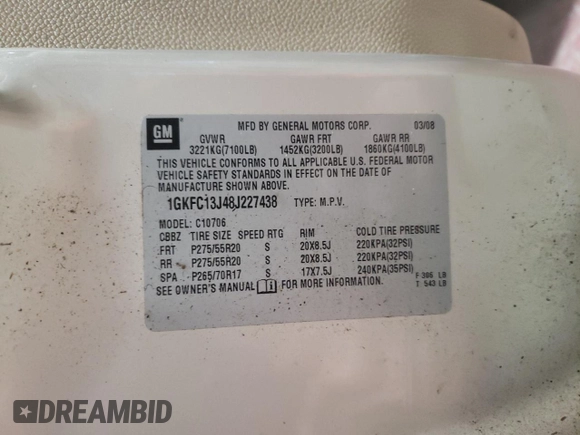 GM
MFD BY GENERAL MOTORS CORP. 03/08
GVWR GAWR FRT GAWR RR
3221KG(7100LB) 1452KG(3200LB) 1860KG(4100LB)
THIS VEHICLE CONFORMS TO ALL APPLICABLE U.S. FEDERAL MOTOR
VEHICLE SAFETY STANDARDS IN EFFECT ON THE DATE OF
MANUFACTURE SHOWN ABOVE.
1GKFC13J48J227438 TYPE: M.P.V.
MODEL: C10706
CBBZ TIRE SIZE SPEED RTG RIM COLD TIRE PRESSURE
FRT P275/55R20 S 20X8.5J 220KPA(32PSI)
RR P275/55R20 S 20X8.5J 220KPA(32PSI)
SPA P265/70R17 S 17X7.5J 240KPA(35PSI)
SEE OWNER'S MANUAL FOR MORE INFORMATION.
F 386 LB
T 543 LB
DREAMBID